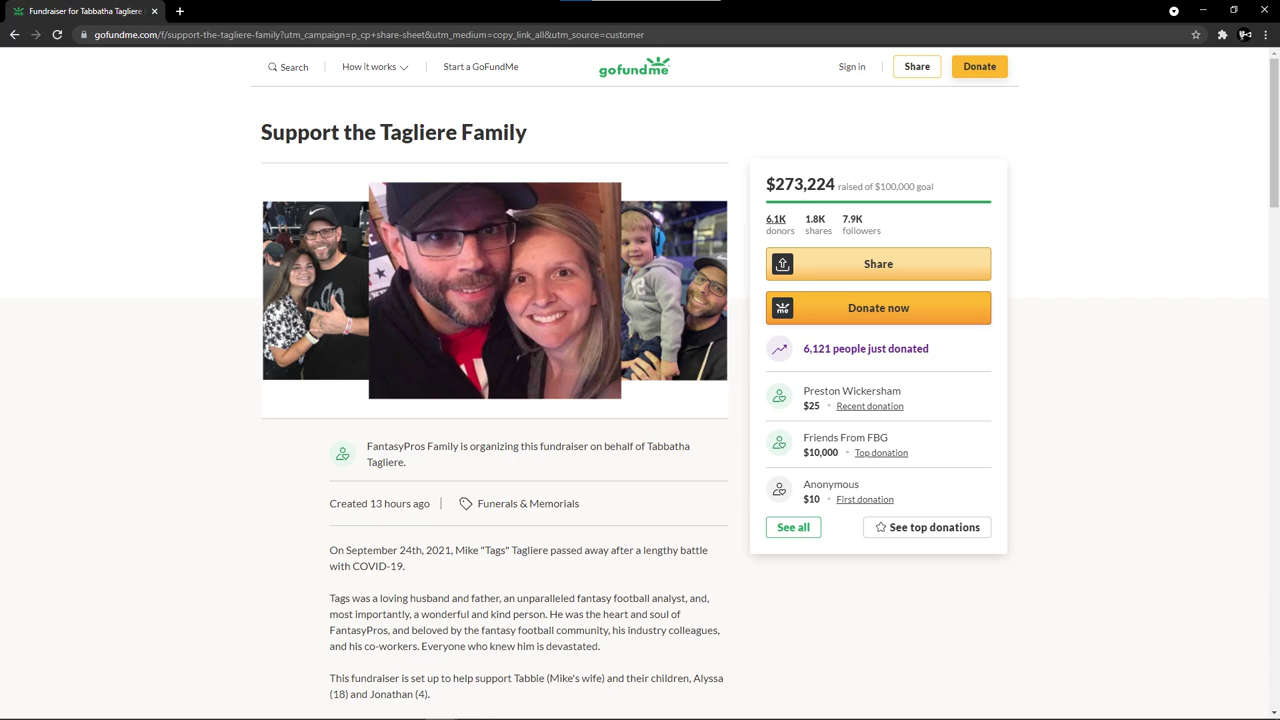 Fundraiser for Tabbatha Tagliere
gofundme.com/f/support-the-tagliere-family?utm_campaign=p_cp+share-sheet&utm_medium=copy_link_all&utm_source=customer
Search
How it works
Start a GoFundMe
gofundme
Sign in
Share
Donate
Support the Tagliere Family
FantasyPros Family is organizing this fundraiser on behalf of Tabbatha
Tagliere.
Created 13 hours ago
Funerals & Memorials
On September 24th, 2021, Mike "Tags" Tagliere passed away after a lengthy battle
with COVID-19.
Tags was a loving husband and father, an unparalleled fantasy football analyst, and,
most importantly, a wonderful and kind person. He was the heart and soul of
FantasyPros, and beloved by the fantasy football community, his industry colleagues,
and his co-workers. Everyone who knew him is devastated.
This fundraiser is set up to help support Tabbie (Mike's wife) and their children, Alyssa
(18) and Jonathan (4).
$273,224 raised of $100,000 goal
6.1K 1.8K 7.9K
donors shares followers
Share
me Donate now
6,121 people just donated
Preston Wickersham
$25 • Recent donation
Friends From FBG
$10,000 • Top donation
Anonymous
$10 • First donation
See all
See top donations